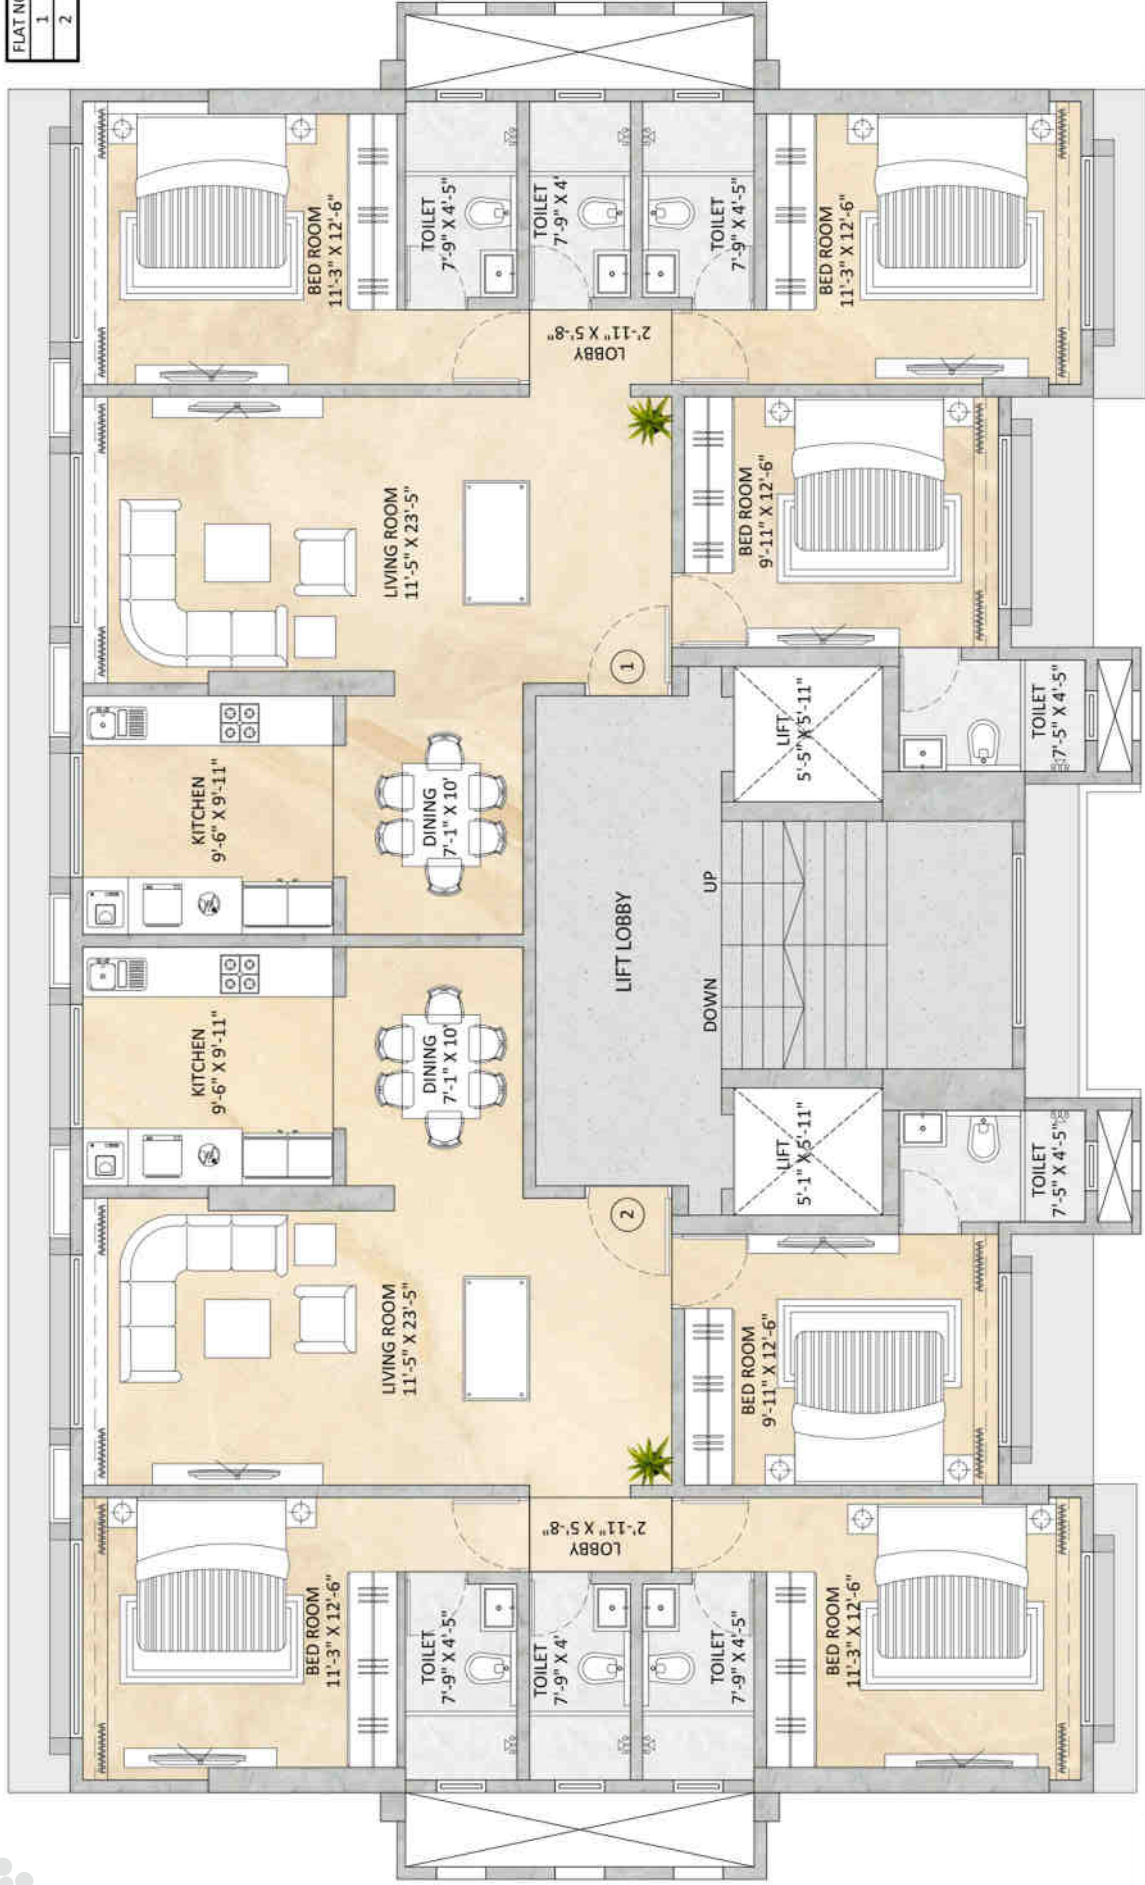 FLAT NO
1
2
KITCHEN
9'-6" X 9'-11"
KITCHEN
9'-6" X 9'-11"
BED ROOM
11'-3" X 12'-6"
BED ROOM
11'-3" X 12'-6"
LIVING ROOM
11'-5" X 23'-5"
LIVING ROOM
11'-5" X 23'-5"
TOILET
7'-9" X 4'-5"
DINING
7'-1" X 10'
DINING
7'-1" X 10'
TOILET
7'-9" X 4'-5"
TOILET
7'-9" X 4'
LOBBY
2'-11" X 5'-8"
LOBBY
2'-11" X 5'-8"
TOILET
7'-9" X 4'
2
LIFT LOBBY
1
TOILET
7'-9" X 4'-5"
DOWN
UP
TOILET
7'-9" X 4'-5"
BED ROOM
9'-11" X 12'-6"
BED ROOM
9'-11" X 12'-6"
LIFT
5'-1" X 5'-11"
LIFT
5'-5" X 5'-11"
BED ROOM
11'-3" X 12'-6"
BED ROOM
11'-3" X 12'-6"
TOILET
7'-5" X 4'-5"
TOILET
7'-5" X 4'-5"